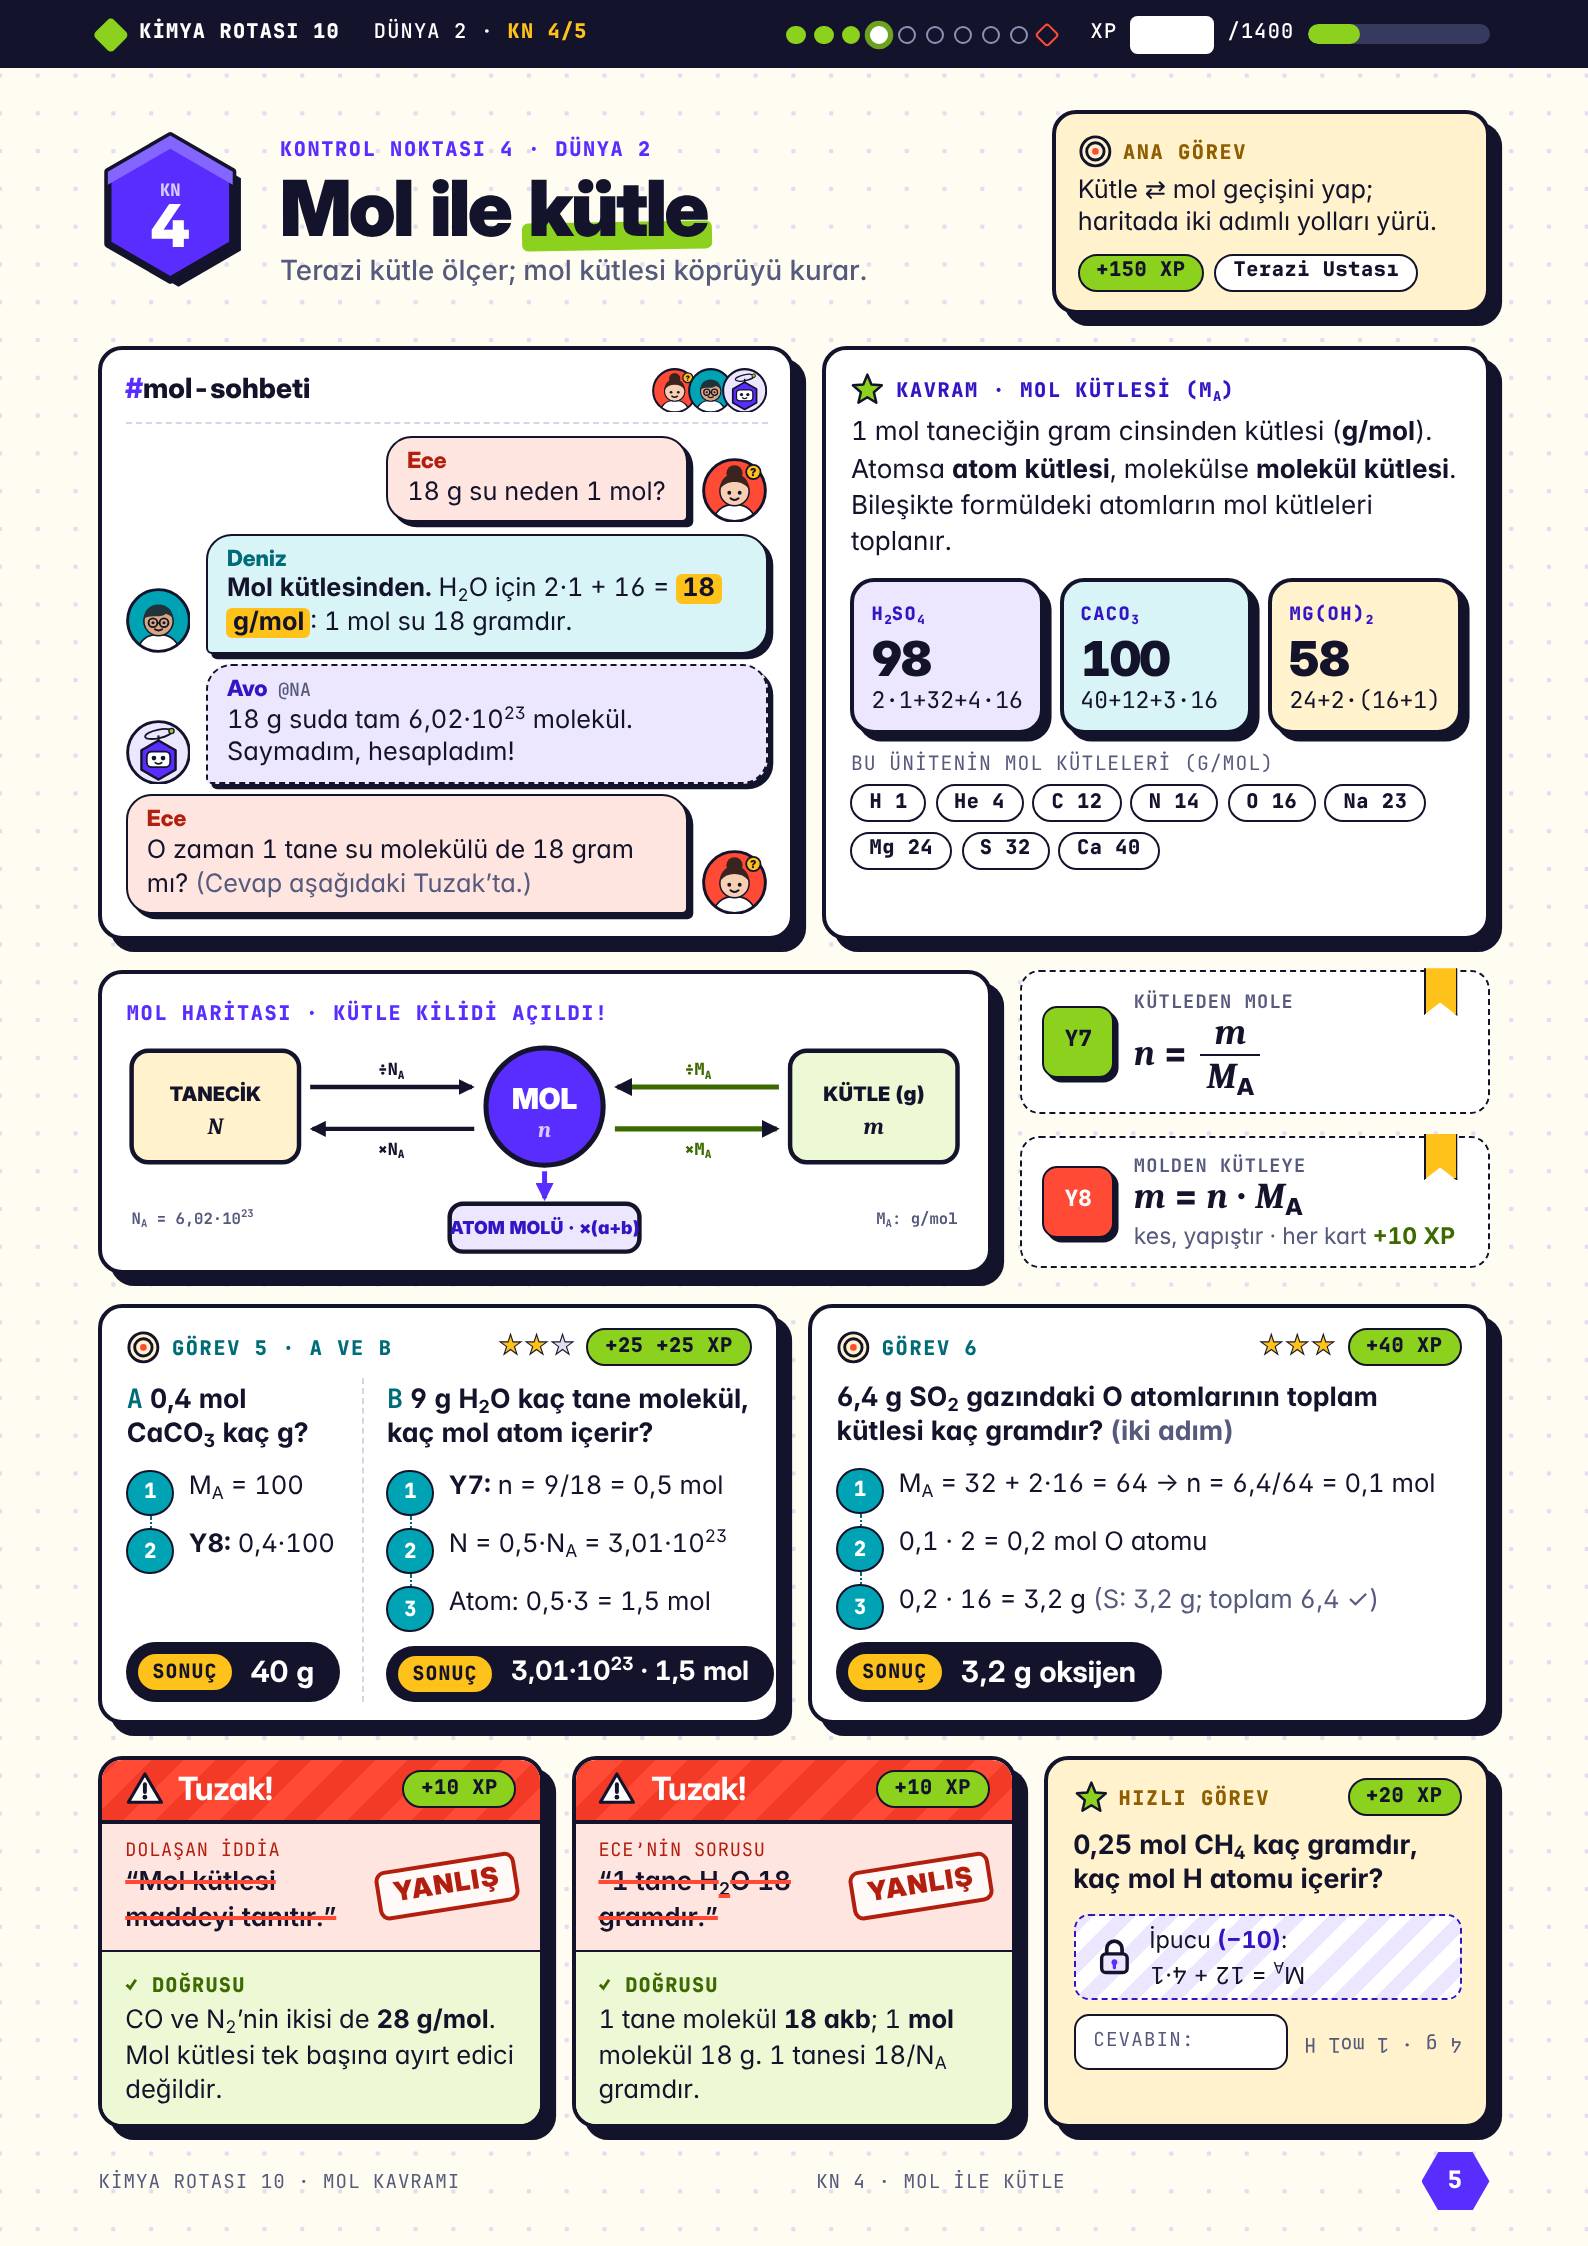 KİMYA ROTASI 10 DÜNYA 2 · KN 4/5 XP /1400
KONTROL NOKTASI 4 · DÜNYA 2
KN
4
Mol ile kütle
Terazi kütle ölçer; mol kütlesi köprüyü kurar.
ANA GÖREV
Kütle ⇄ mol geçişini yap;
haritada iki adımlı yolları yürü.
+150 XP Terazi Ustası
#mol-sohbeti
Ece
18 g su neden 1 mol?
Deniz
Mol kütlesinden. H₂O için 2·1 + 16 = 18
g/mol: 1 mol su 18 gramdır.
Avo @NA
18 g suda tam 6,02·10²³ molekül.
Saymadım, hesapladım!
Ece
O zaman 1 tane su molekülü de 18 gram
mı? (Cevap aşağıdaki Tuzak’ta.)
KAVRAM · MOL KÜTLESİ (M_A)
1 mol taneciğin gram cinsinden kütlesi (g/mol).
Atomsa atom kütlesi, molekülse molekül kütlesi.
Bileşikte formüldeki atomların mol kütleleri
toplanır.
H₂SO₄
98
2·1+32+4·16
CACO₃
100
40+12+3·16
MG(OH)₂
58
24+2·(16+1)
BU ÜNİTENİN MOL KÜTLELERİ (G/MOL)
H 1 He 4 C 12 N 14 O 16 Na 23
Mg 24 S 32 Ca 40
MOL HARİTASI · KÜTLE KİLİDİ AÇILDI!
TANECİK
N
÷N_A
×N_A
MOL
n
÷M_A
×M_A
KÜTLE (g)
m
N_A = 6,02·10²³
ATOM MOLÜ · ×(a+b)
M_A: g/mol
Y7
KÜTLEDEN MOLE
n = m / M_A
Y8
MOLDEN KÜTLEYE
m = n · M_A
kes, yapıştır · her kart +10 XP
GÖREV 5 · A VE B +25 +25 XP
A 0,4 mol
CaCO₃ kaç g?
1 M_A = 100
2 Y8: 0,4·100
SONUÇ 40 g
B 9 g H₂O kaç tane molekül,
kaç mol atom içerir?
1 Y7: n = 9/18 = 0,5 mol
2 N = 0,5·N_A = 3,01·10²³
3 Atom: 0,5·3 = 1,5 mol
SONUÇ 3,01·10²³ · 1,5 mol
GÖREV 6 +40 XP
6,4 g SO₂ gazındaki O atomlarının toplam
kütlesi kaç gramdır? (iki adım)
1 M_A = 32 + 2·16 = 64 → n = 6,4/64 = 0,1 mol
2 0,1 · 2 = 0,2 mol O atomu
3 0,2 · 16 = 3,2 g (S: 3,2 g; toplam 6,4 ✓)
SONUÇ 3,2 g oksijen
Tuzak! +10 XP
DOLAŞAN İDDİA
“Mol kütlesi
maddeyi tanıtır.”
YANLIŞ
✓ DOĞRUSU
CO ve N₂’nin ikisi de 28 g/mol.
Mol kütlesi tek başına ayırt edici
değildir.
Tuzak! +10 XP
ECE’NİN SORUSU
“1 tane H₂O 18
gramdır.”
YANLIŞ
✓ DOĞRUSU
1 tane molekül 18 akb; 1 mol
molekül 18 g. 1 tanesi 18/N_A
gramdır.
HIZLI GÖREV +20 XP
0,25 mol CH₄ kaç gramdır,
kaç mol H atomu içerir?
İpucu (−10):
M_A = 12 + 4·1
CEVABIN:
4 g · 1 mol H
KİMYA ROTASI 10 · MOL KAVRAMI
KN 4 · MOL İLE KÜTLE
5